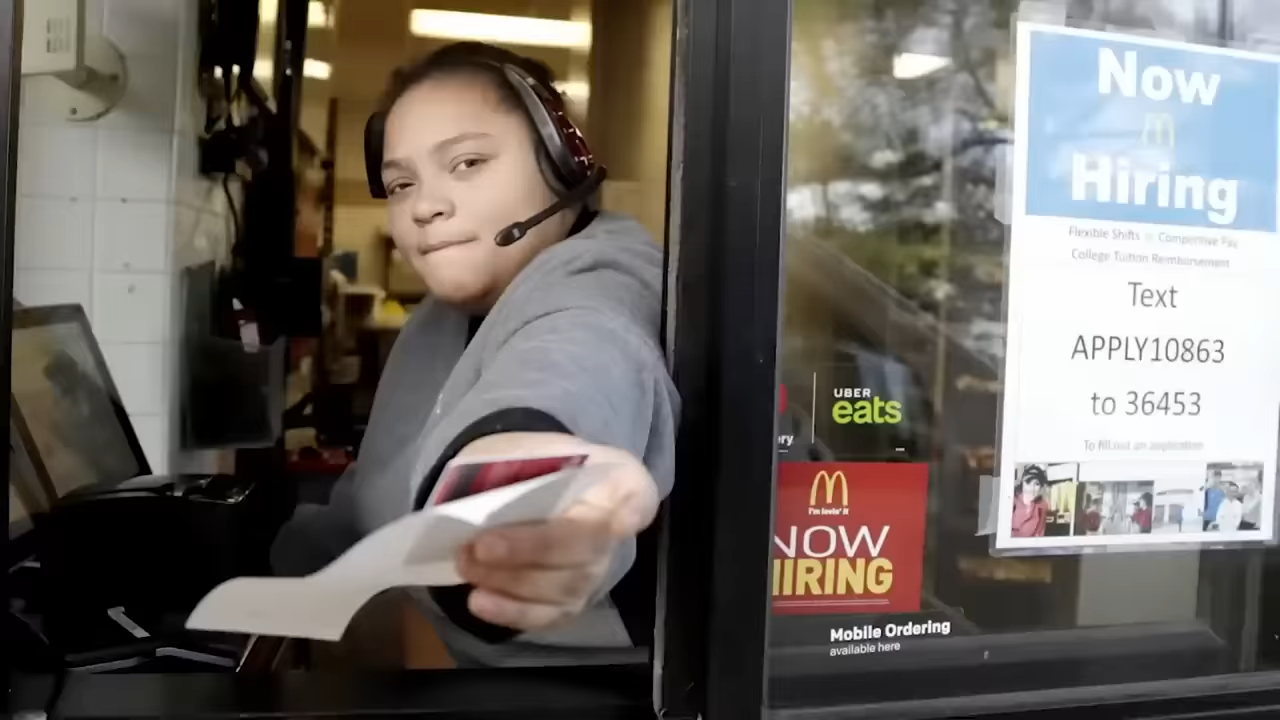 Now
Hiring
Flexible Shifts Competitive Pay
College Tuition Reimbursement
Text
APPLY10863
to 36453
To fill out an application
UBER
eats
ry
i'm lovin' it
NOW
HIRING
Mobile Ordering
available here